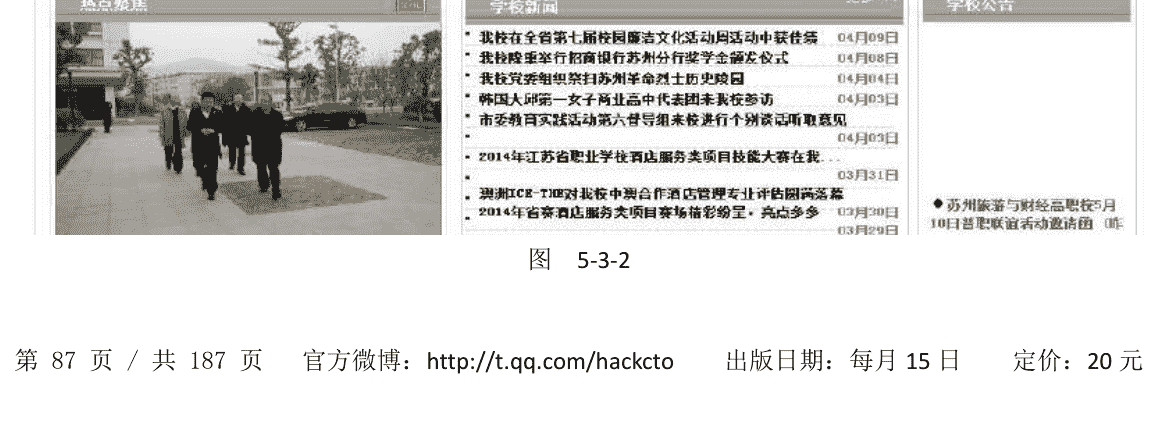 热点聚焦
学校新闻
学校公告
我校在全省第七届校园廉洁文化活动周活动中获佳绩 04月09日
我校隆重举行招商银行苏州分行奖学金颁发仪式 04月08日
我校党委组织祭扫苏州革命烈士历史陵园 04月04日
韩国大邱第一女子商业高中代表团来我校参访 04月03日
市委教育实践活动第六督导组来校进行个别谈话听取意见
04月03日
2014年江苏省职业学校酒店服务类项目技能大赛在我...
03月31日
澳洲ICE-THM对我校中澳合作酒店管理专业评估圆满落幕
2014年省赛酒店服务类项目赛场精彩纷呈，亮点多多 03月30日
03月29日
●苏州旅游与财经高职校5月
10日普职联谊活动邀请函 （昨
图 5-3-2
第 87 页 / 共 187 页 官方微博：http://t.qq.com/hackcto 出版日期：每月 15 日 定价：20 元